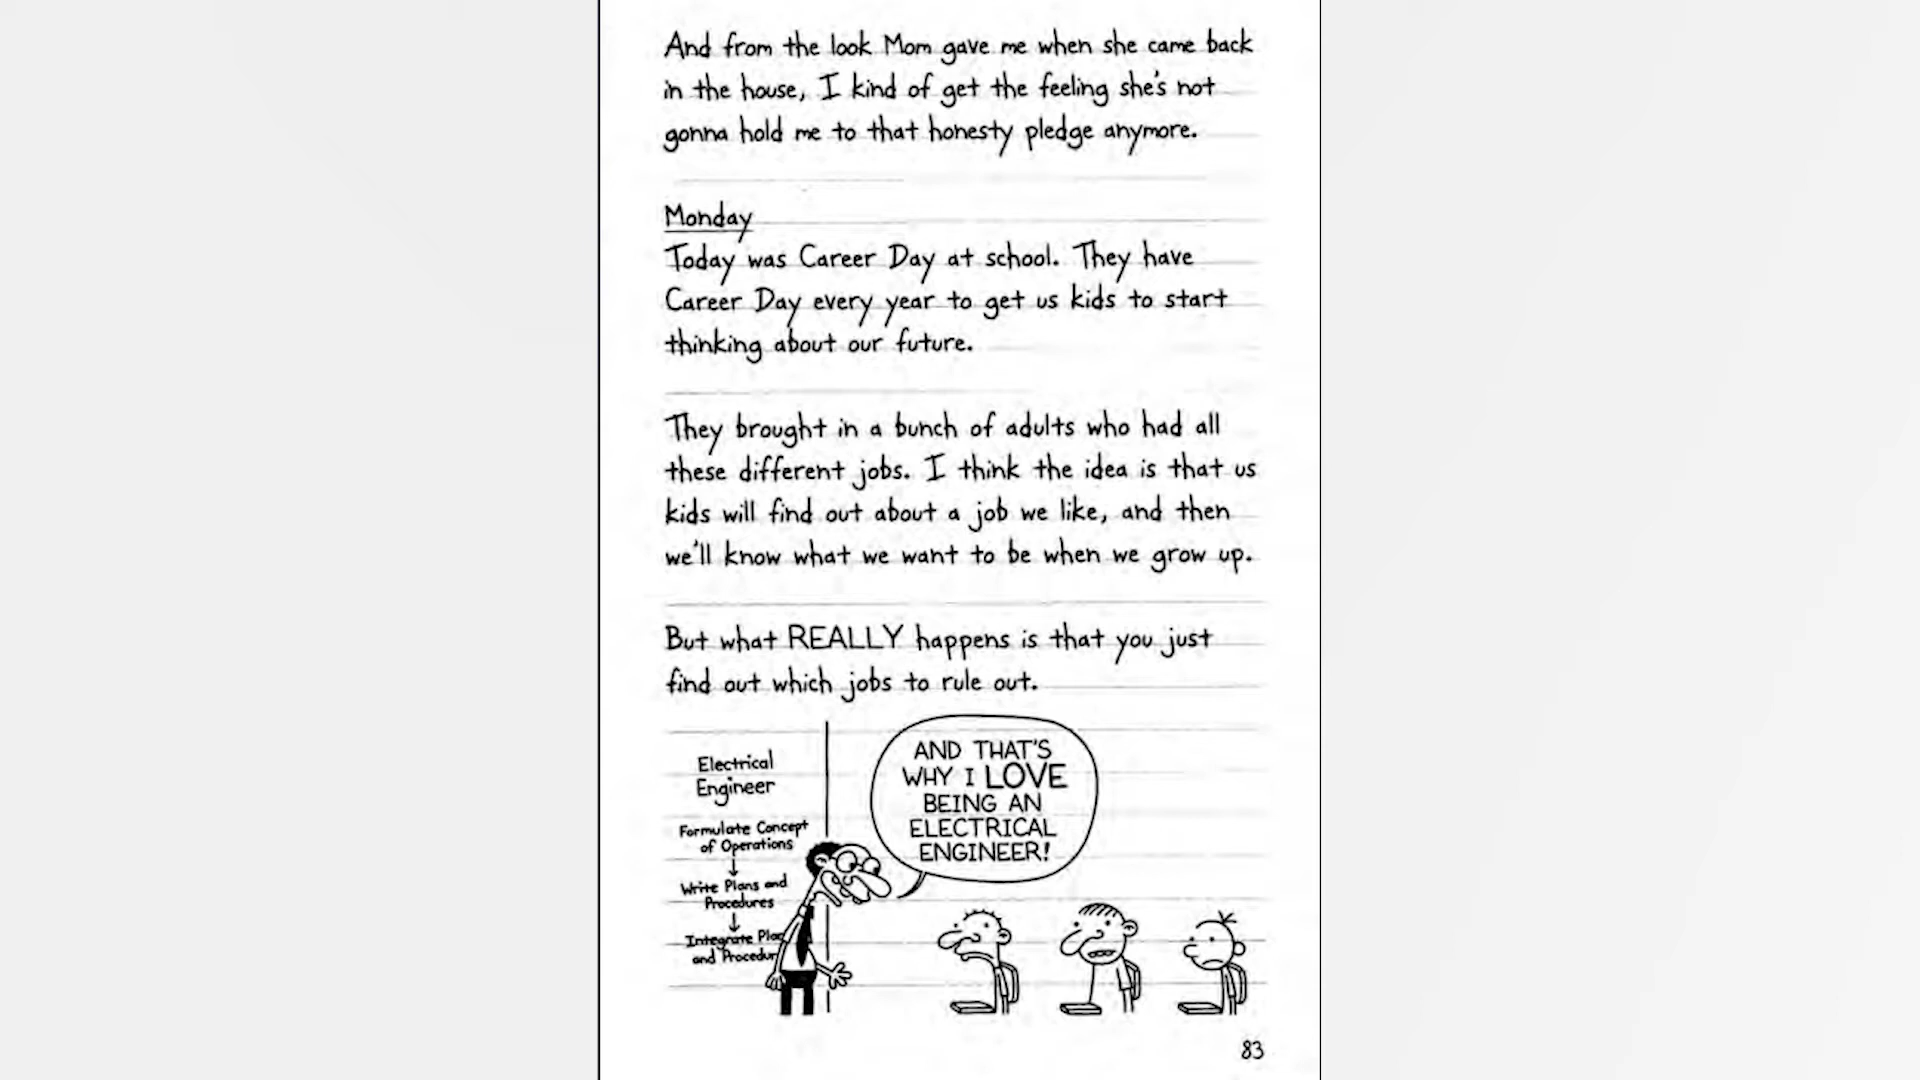 And from the look Mom gave me when she came back
in the house, I kind of get the feeling she's not
gonna hold me to that honesty pledge anymore.
Monday
Today was Career Day at school. They have
Career Day every year to get us kids to start
thinking about our future.
They brought in a bunch of adults who had all
these different jobs. I think the idea is that us
kids will find out about a job we like, and then
we'll know what we want to be when we grow up.
But what REALLY happens is that you just
find out which jobs to rule out.
Electrical
Engineer
Formulate Concept
of Operations
Write Plans and
Procedures
Integrate Plan
and Procedur
AND THAT'S
WHY I LOVE
BEING AN
ELECTRICAL
ENGINEER!
83